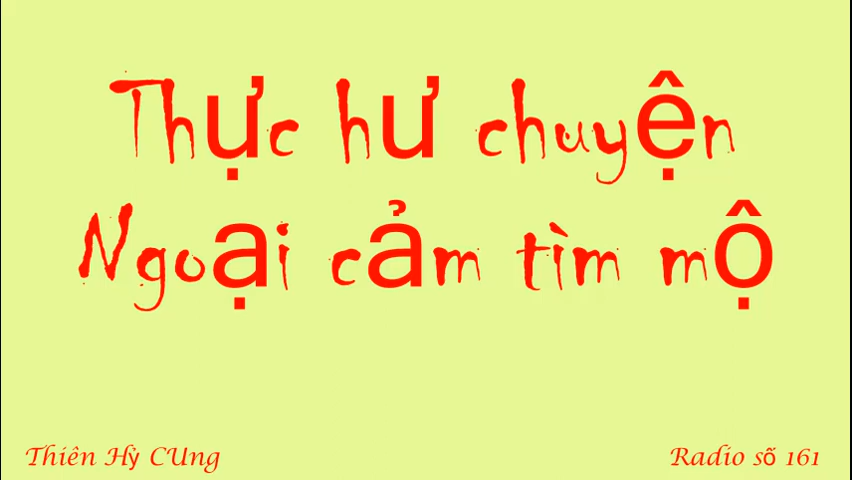 Thực hư chuyện
Ngoại cảm tìm mộ
Thiên Hỷ CUng
Radio số 161